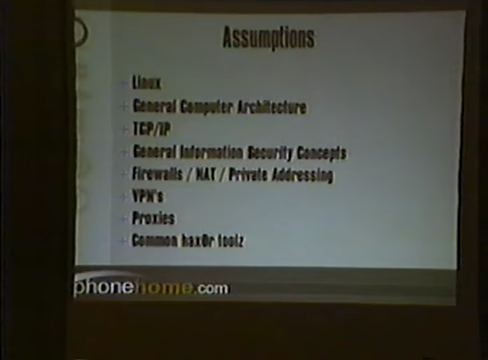 Assumptions
Linux
General Computer Architecture
TCP/IP
General Information Security Concepts
Firewalls / NAT / Private Addressing
VPN's
Proxies
Common hax0r toolz
phonehome.com